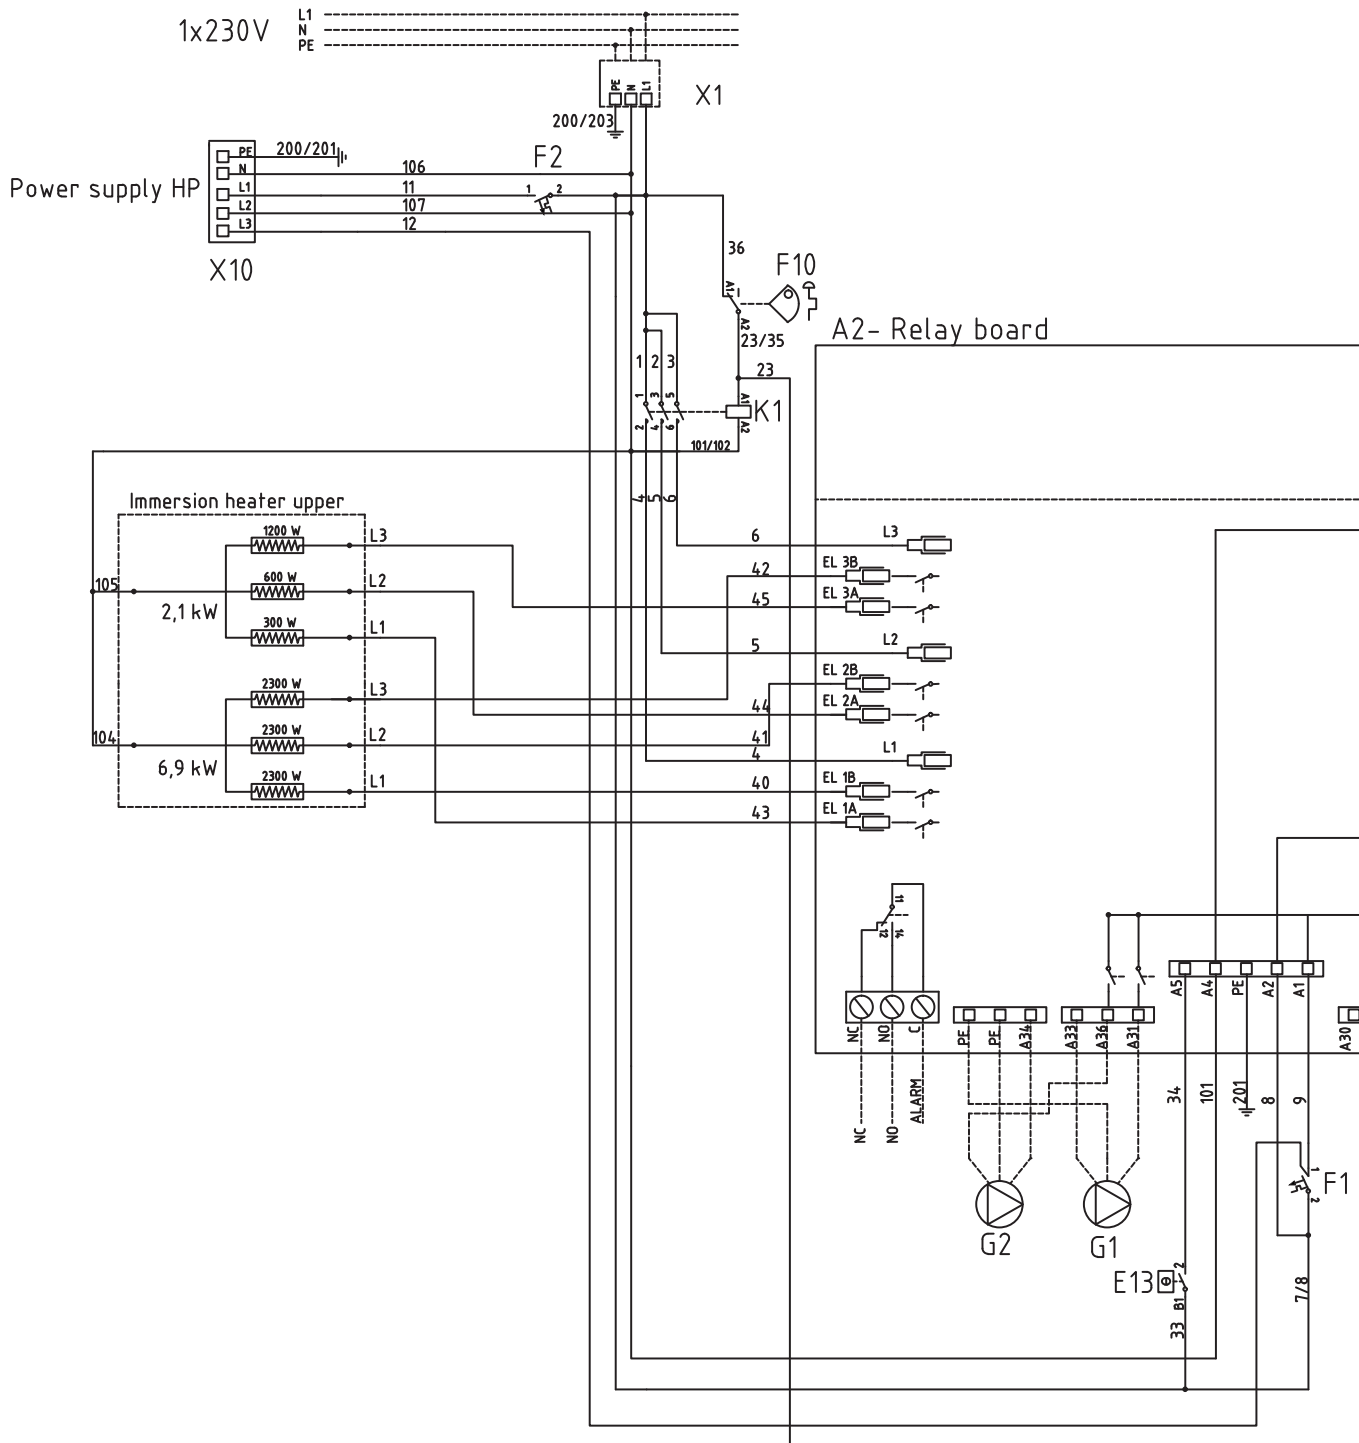 L1
1x230V N
PE
PE N L1
X1
200/203
PE 200/201
N 106
F2
Power supply HP L1 11 1 2
L2 107
L3 12
X10
36
F10
A1
A2
A2- Relay board
23/35
1 2 3
23
1 3 5
A1
K1
2 4 6
A2
101/102
4 5 6
Immersion heater upper
1200 W L3
6 L3
42 EL 3B
105 600 W L2
45 EL 3A
2,1 kW
300 W L1
5 L2
2300 W L3
EL 2B
44 EL 2A
104 2300 W L2
41
4 L1
6,9 kW
2300 W L1
40 EL 1B
43 EL 1A
11
12 14
A5 A4 PE A2 A1
NC NO C
PE PE A34
A33 A36 A31
A30
ALARM
34 101 201 8 9
NC NO
1
F1
2
G2 G1
2
E13
B1
33
7/8